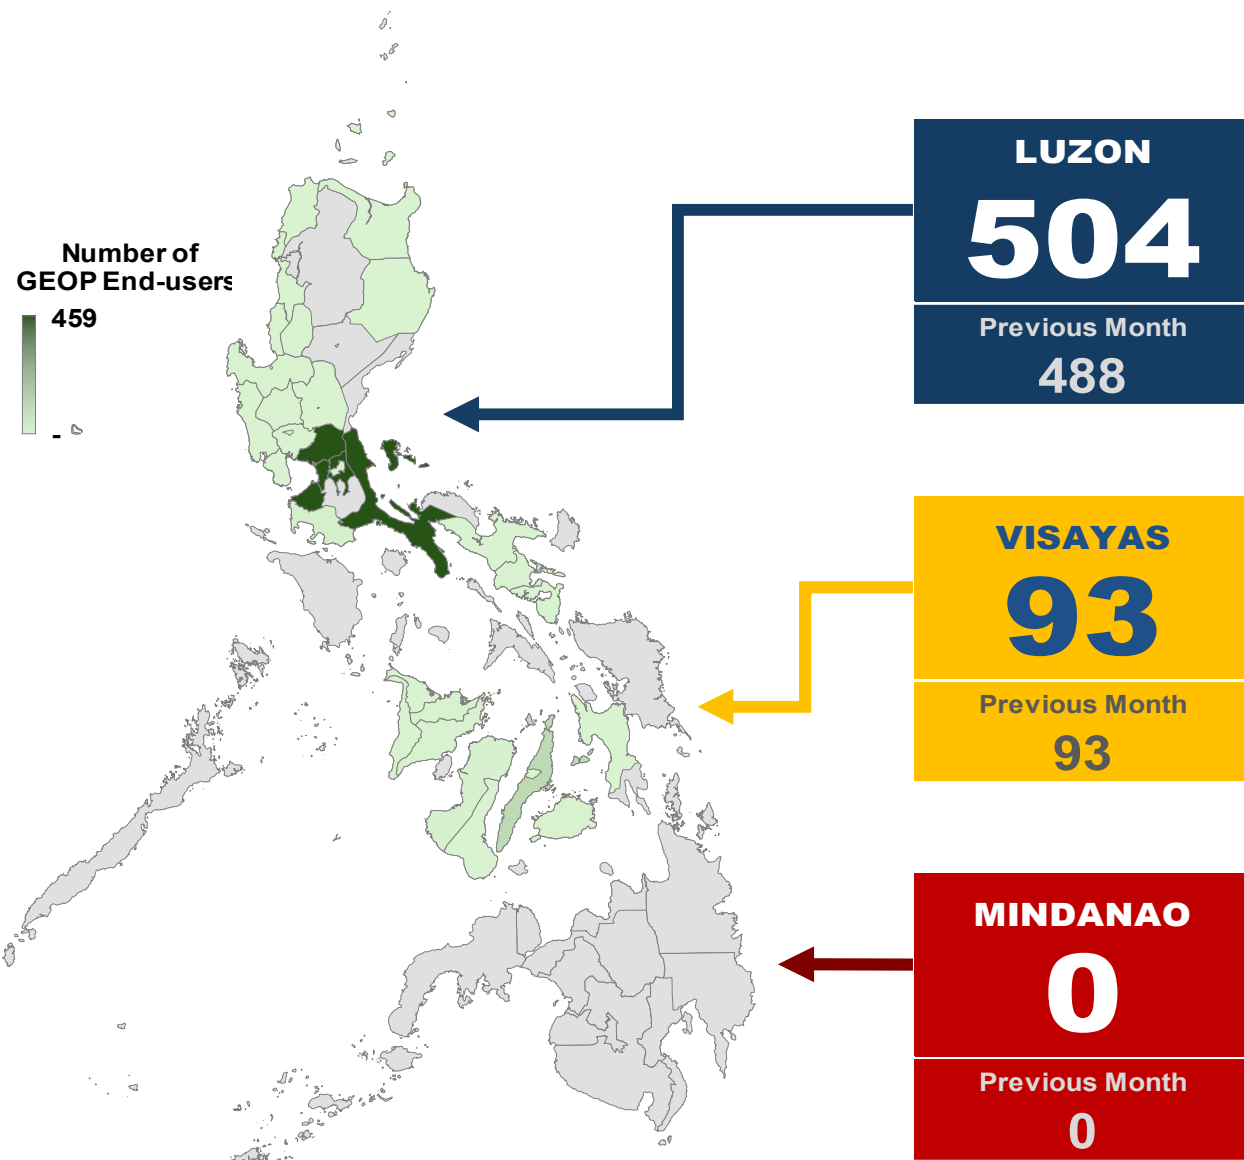 Number of
GEOP End-users
459
-
LUZON
504
Previous Month
488
VISAYAS
93
Previous Month
93
MINDANAO
0
Previous Month
0